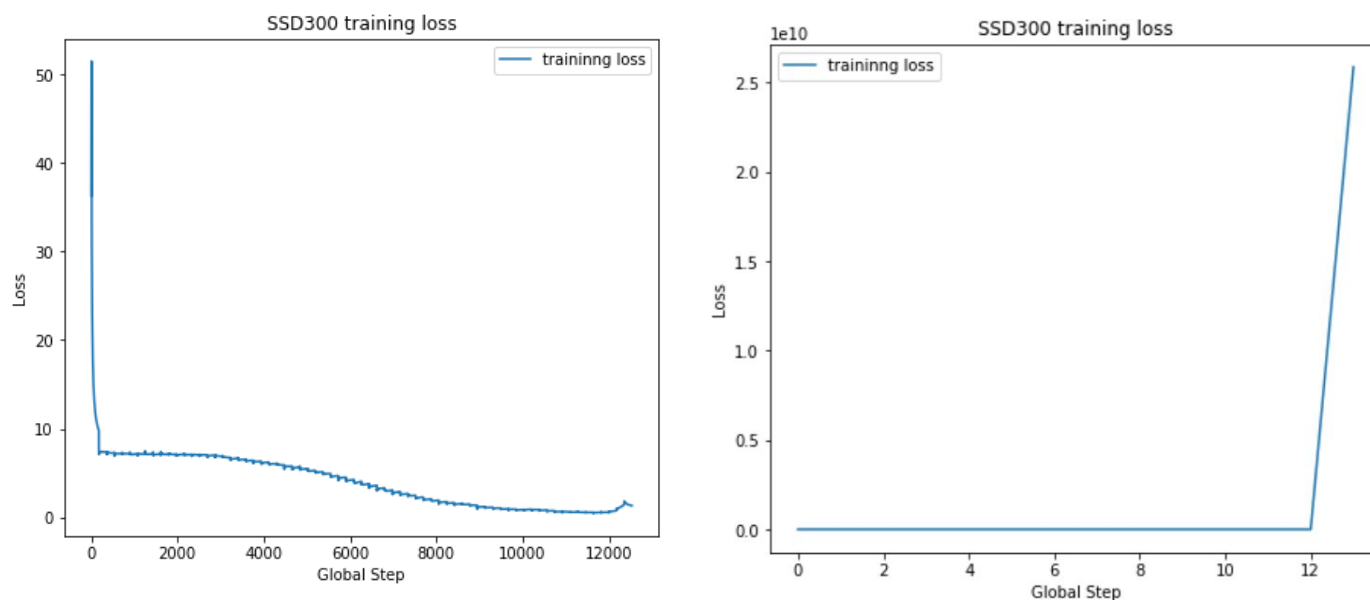 SSD300 training loss
traininng loss
50
40
30
20
10
0
Loss
0 2000 4000 6000 8000 10000 12000
Global Step
SSD300 training loss
1e10
traininng loss
2.5
2.0
1.5
1.0
0.5
0.0
Loss
0 2 4 6 8 10 12
Global Step